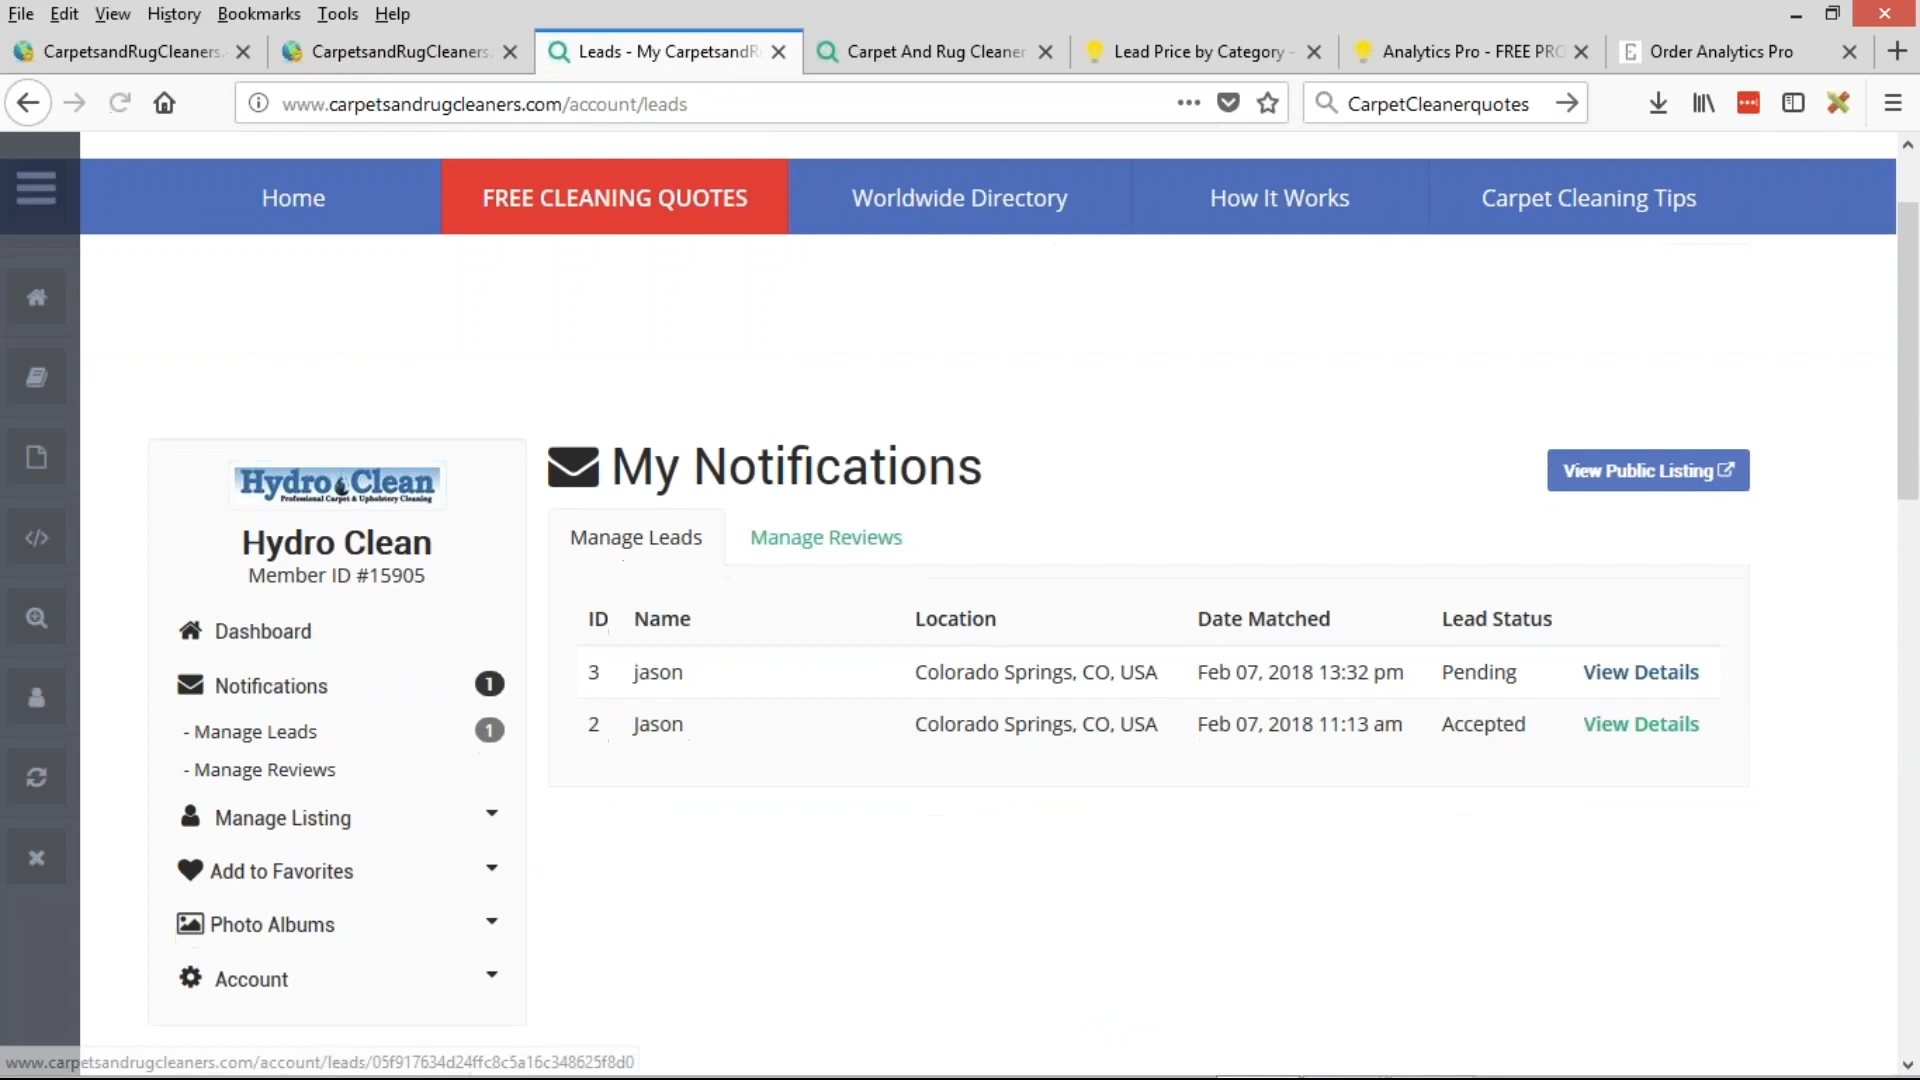 File Edit View History Bookmarks Tools Help
CarpetsandRugCleaners. CarpetsandRugCleaners. Leads - My CarpetsandR Carpet And Rug Cleaner Lead Price by Category - Analytics Pro - FREE PRO Order Analytics Pro
www.carpetsandrugcleaners.com/account/leads CarpetCleanerquotes
Home FREE CLEANING QUOTES Worldwide Directory How It Works Carpet Cleaning Tips
Hydro Clean
Professional Carpet & Upholstery Cleaning
Hydro Clean
Member ID #15905
Dashboard
Notifications 1
- Manage Leads 1
- Manage Reviews
Manage Listing
Add to Favorites
Photo Albums
Account
My Notifications
View Public Listing
Manage Leads Manage Reviews
ID Name Location Date Matched Lead Status
3 jason Colorado Springs, CO, USA Feb 07, 2018 13:32 pm Pending View Details
2 Jason Colorado Springs, CO, USA Feb 07, 2018 11:13 am Accepted View Details
www.carpetsandrugcleaners.com/account/leads/05f917634d24ffc8c5a16c348625f8d0